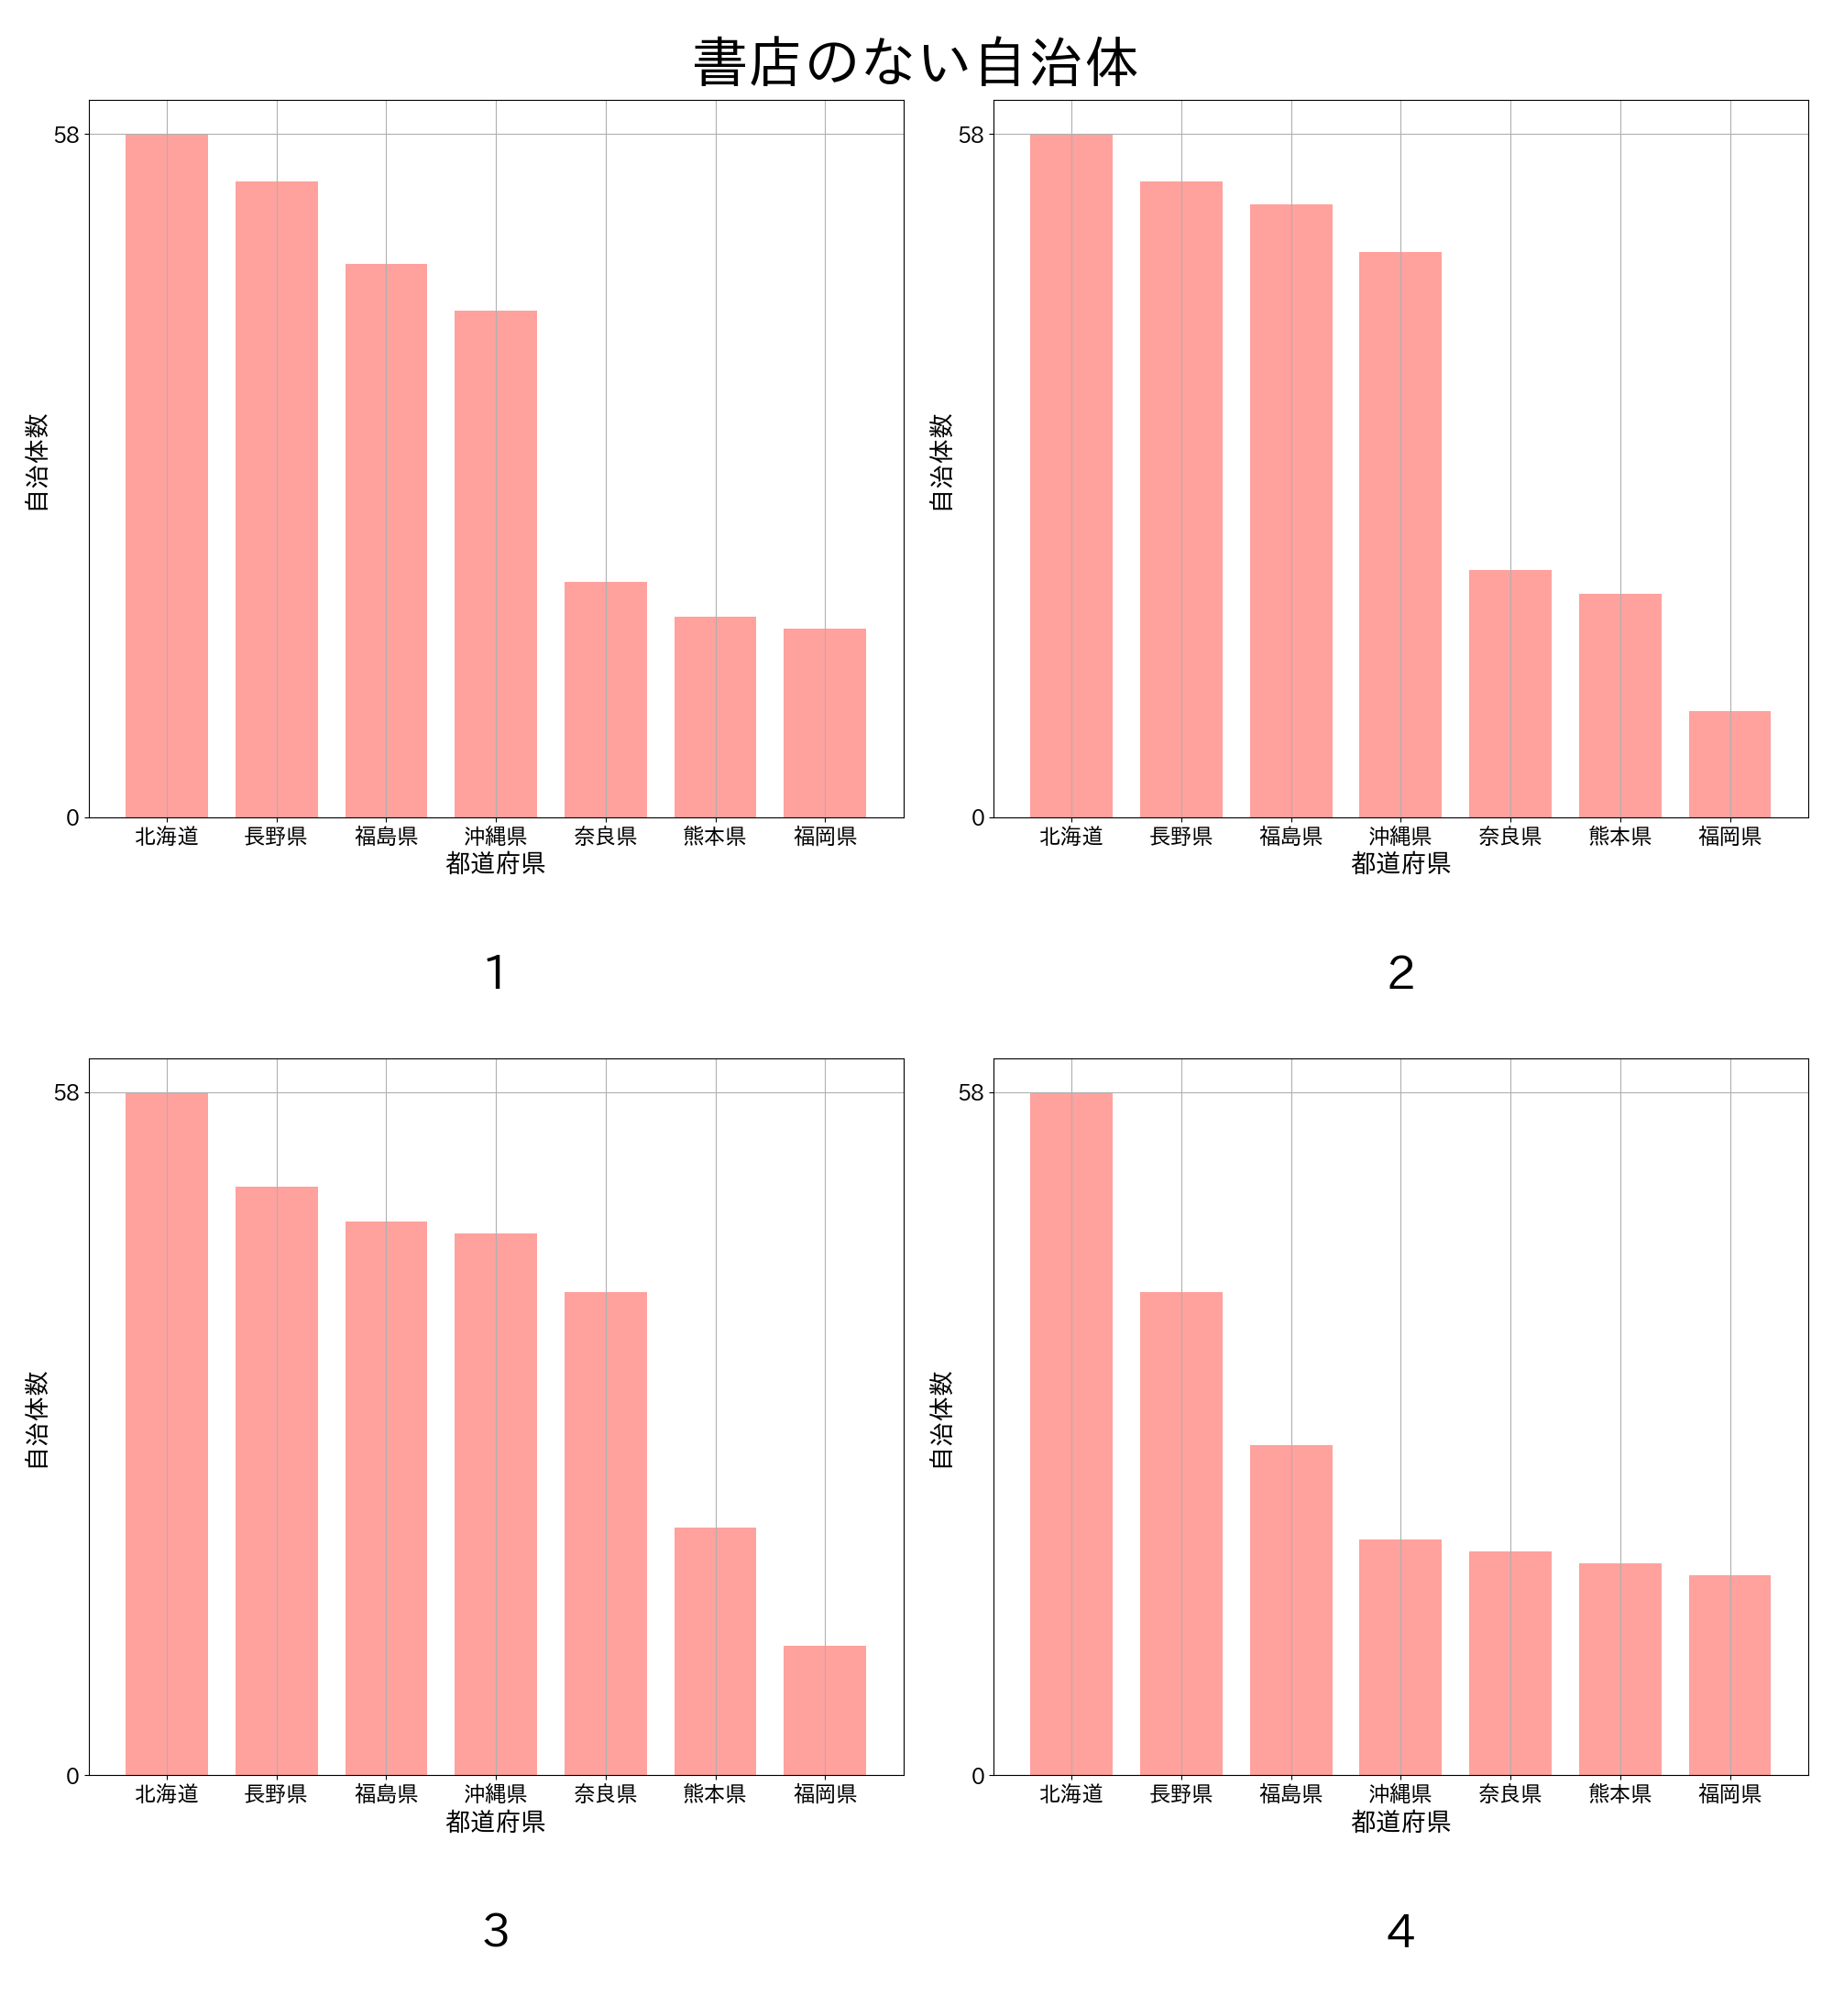 書店のない自治体
58
0
自治体数
北海道 長野県 福島県 沖縄県 奈良県 熊本県 福岡県
都道府県
1
58
0
自治体数
北海道 長野県 福島県 沖縄県 奈良県 熊本県 福岡県
都道府県
2
58
0
自治体数
北海道 長野県 福島県 沖縄県 奈良県 熊本県 福岡県
都道府県
3
58
0
自治体数
北海道 長野県 福島県 沖縄県 奈良県 熊本県 福岡県
都道府県
4